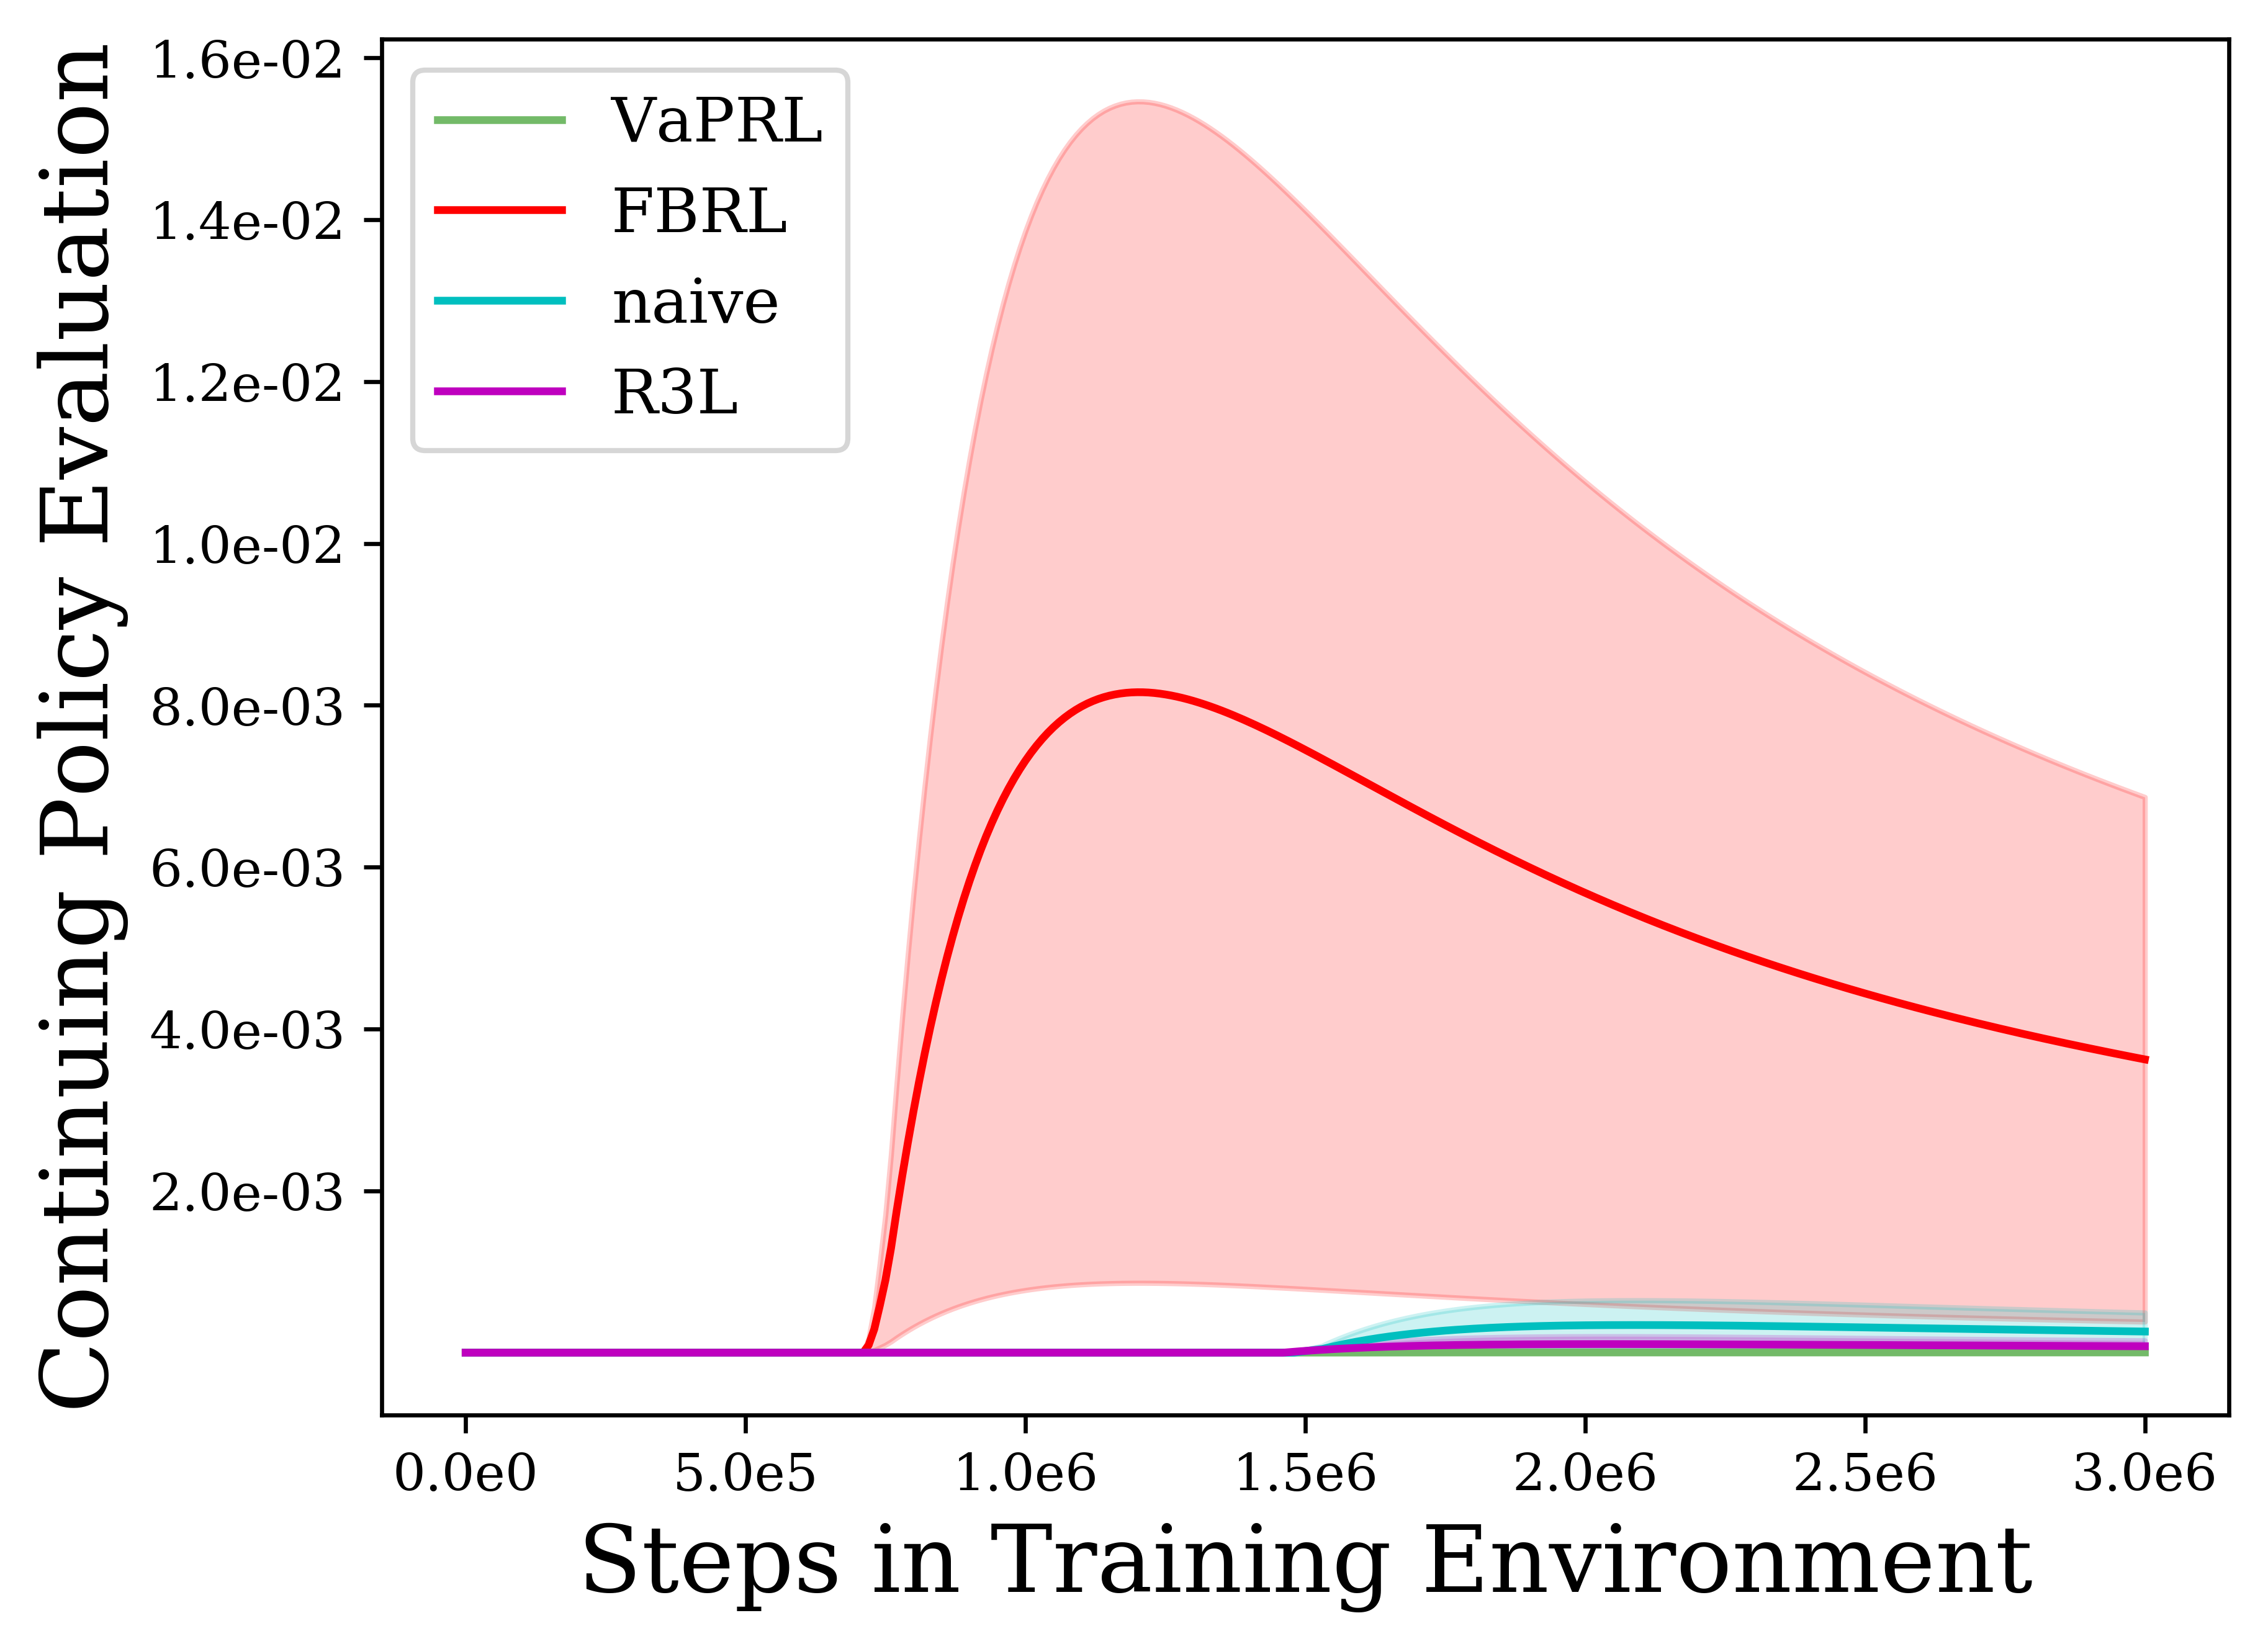 Continuing Policy Evaluation
1.6e-02
1.4e-02
1.2e-02
1.0e-02
8.0e-03
6.0e-03
4.0e-03
2.0e-03
VaPRL
FBRL
naive
R3L
0.0e0 5.0e5 1.0e6 1.5e6 2.0e6 2.5e6 3.0e6
Steps in Training Environment